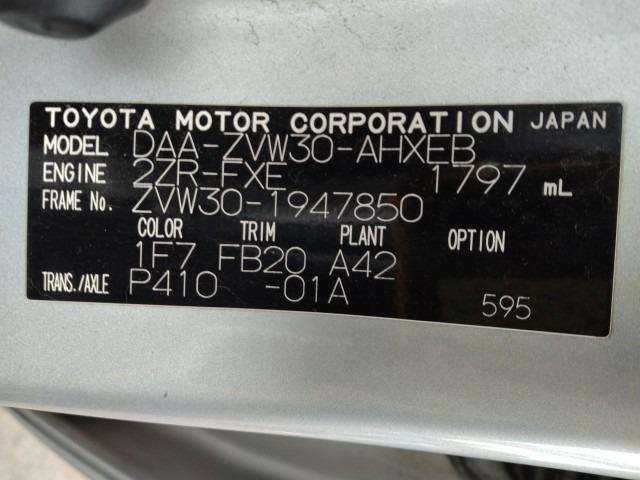 TOYOTA MOTOR CORPORATION JAPAN
MODEL DAA-ZVW30-AHXEB
ENGINE 2ZR-FXE 1797 mL
FRAME No. ZVW30-1947850
COLOR TRIM PLANT OPTION
1F7 FB20 A42
TRANS./AXLE P410 -01A
595